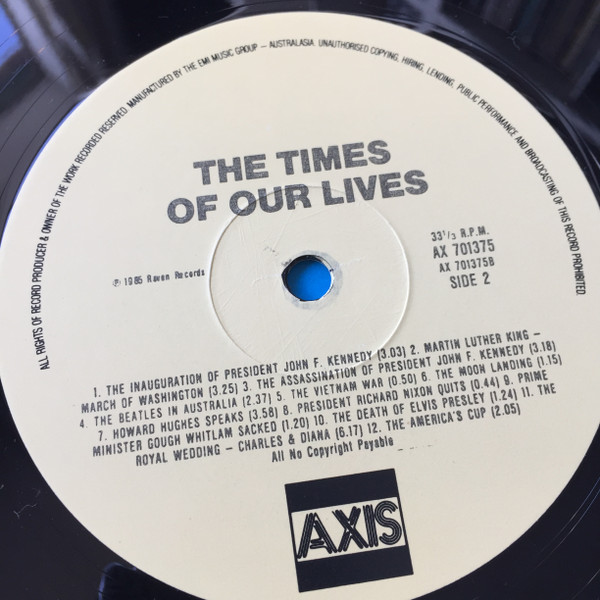 ALL RIGHTS OF RECORD PRODUCER & OWNER OF THE WORK RECORDED RESERVED. MANUFACTURED BY THE EMI MUSIC GROUP – AUSTRALASIA. UNAUTHORISED COPYING, HIRING, LENDING, PUBLIC PERFORMANCE AND BROADCASTING OF THIS RECORD PROHIBITED.
THE TIMES
OF OUR LIVES
℗ 1985 Raven Records
33 1/3 R.P.M.
AX 701375
AX 701375B
SIDE 2
1. THE INAUGURATION OF PRESIDENT JOHN F. KENNEDY (3.03) 2. MARTIN LUTHER KING –
MARCH OF WASHINGTON (3.25) 3. THE ASSASSINATION OF PRESIDENT JOHN F. KENNEDY (3.18)
4. THE BEATLES IN AUSTRALIA (2.37) 5. THE VIETNAM WAR (0.50) 6. THE MOON LANDING (1.15)
7. HOWARD HUGHES SPEAKS (3.58) 8. PRESIDENT RICHARD NIXON QUITS (0.44) 9. PRIME
MINISTER GOUGH WHITLAM SACKED (1.20) 10. THE DEATH OF ELVIS PRESLEY (1.24) 11. THE
ROYAL WEDDING – CHARLES & DIANA (6.17) 12. THE AMERICA'S CUP (2.05)
All No Copyright Payable
AXIS